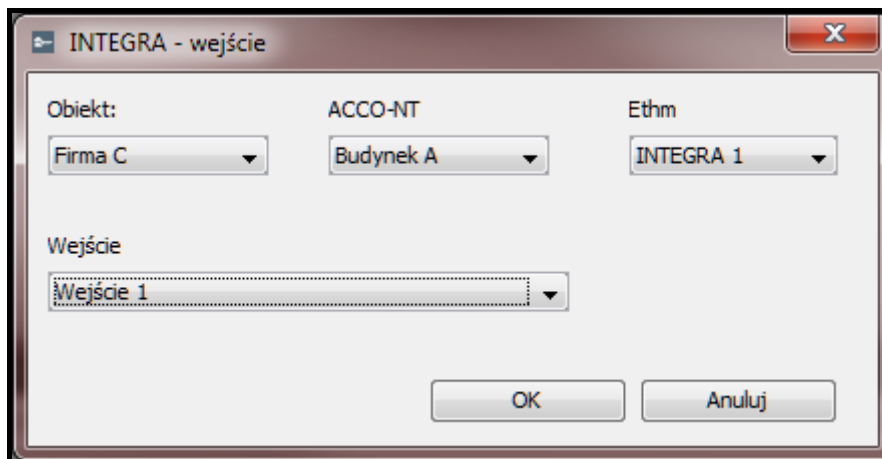 INTEGRA - wejście
Obiekt: ACCO-NT Ethm
Firma C Budynek A INTEGRA 1
Wejście
Wejście 1
OK Anuluj